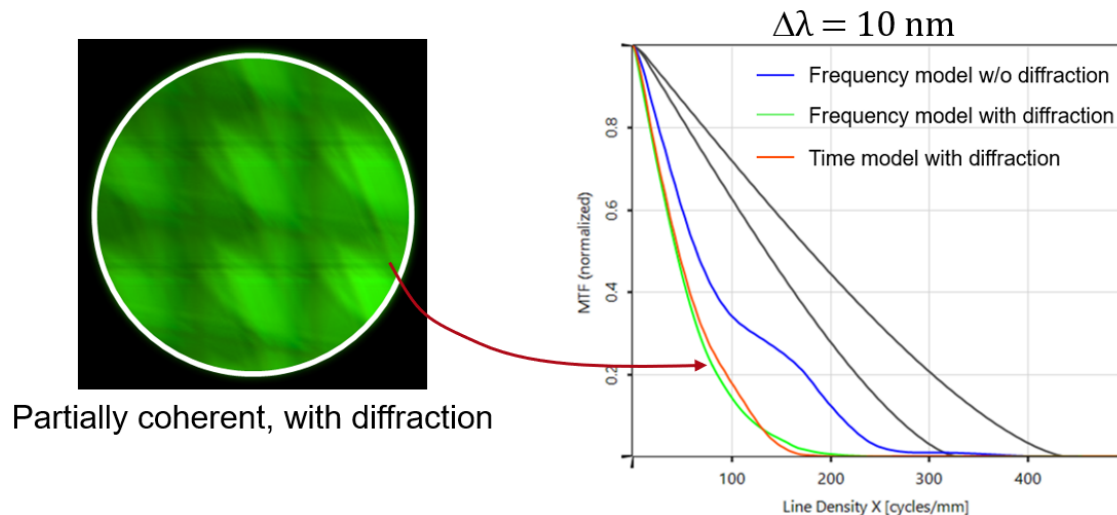 Δλ = 10 nm
Frequency model w/o diffraction
Frequency model with diffraction
Time model with diffraction
0.8
0.6
0.4
0.2
MTF (normalized)
100
200
300
400
Line Density X [cycles/mm]
Partially coherent, with diffraction